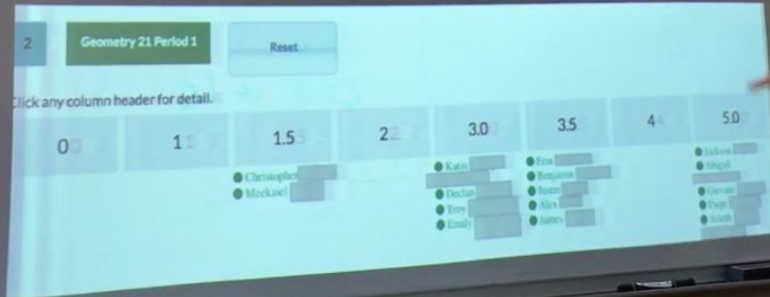 2 Geometry 21 Period 1 Reset
Click any column header for detail.
0 1 1.5 2 3.0 3.5 4 5.0
Christopher Katie Erin Jackson
Meekaiel Benjamin Abigail
Declan Justin
Troy Alex Paige
Emily James